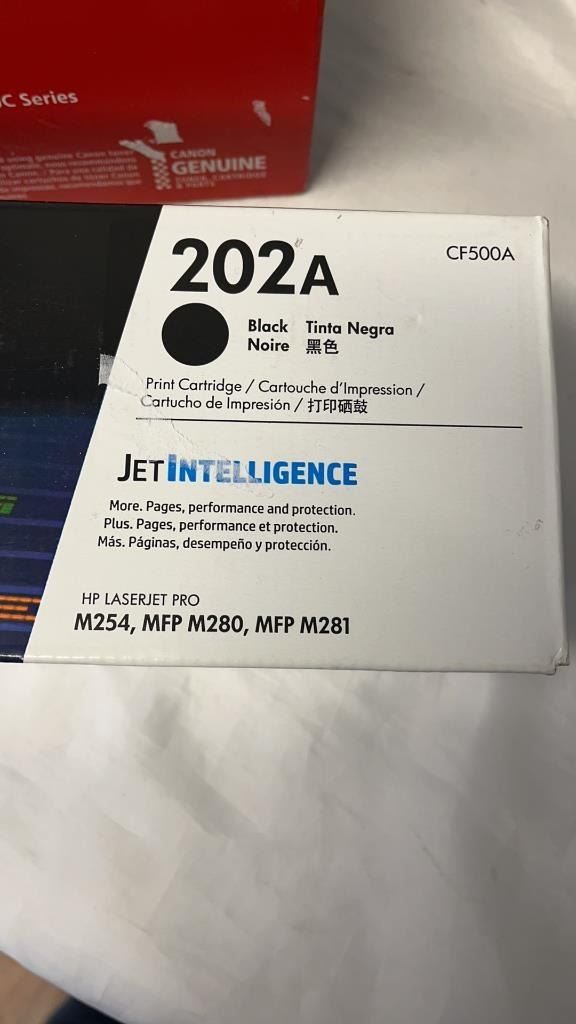 C Series
CANON
GENUINE
202A
CF500A
Black Tinta Negra
Noire 黑色
Print Cartridge / Cartouche d'Impression /
Cartucho de Impresión / 打印硒鼓
JETINTELLIGENCE
More. Pages, performance and protection.
Plus. Pages, performance et protection.
Más. Páginas, desempeño y protección.
HP LASERJET PRO
M254, MFP M280, MFP M281